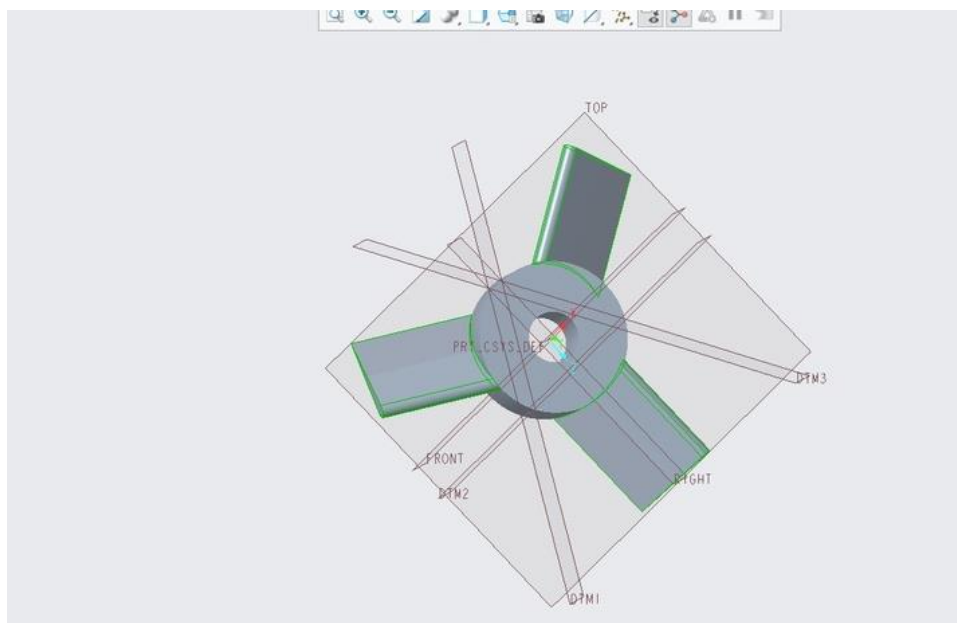 TOP
PRT_CSYS_DEF
DTM3
FRONT
RIGHT
DTM2
DTM1